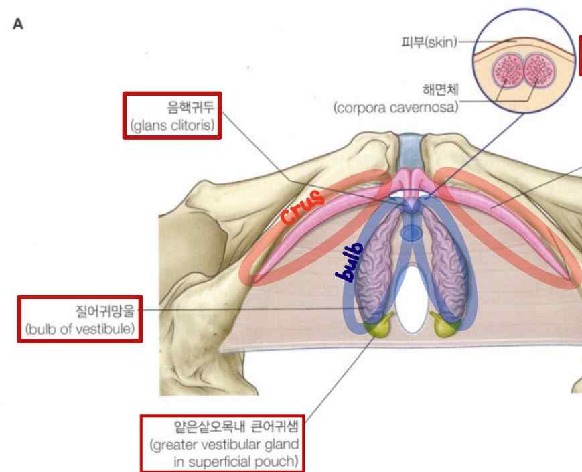 A
피부(skin)
해면체
(corpora cavernosa)
음핵귀두
(glans clitoris)
crus
bulb
질어귀망울
(bulb of vestibule)
얕은샅오목내 큰어귀샘
(greater vestibular gland
in superficial pouch)